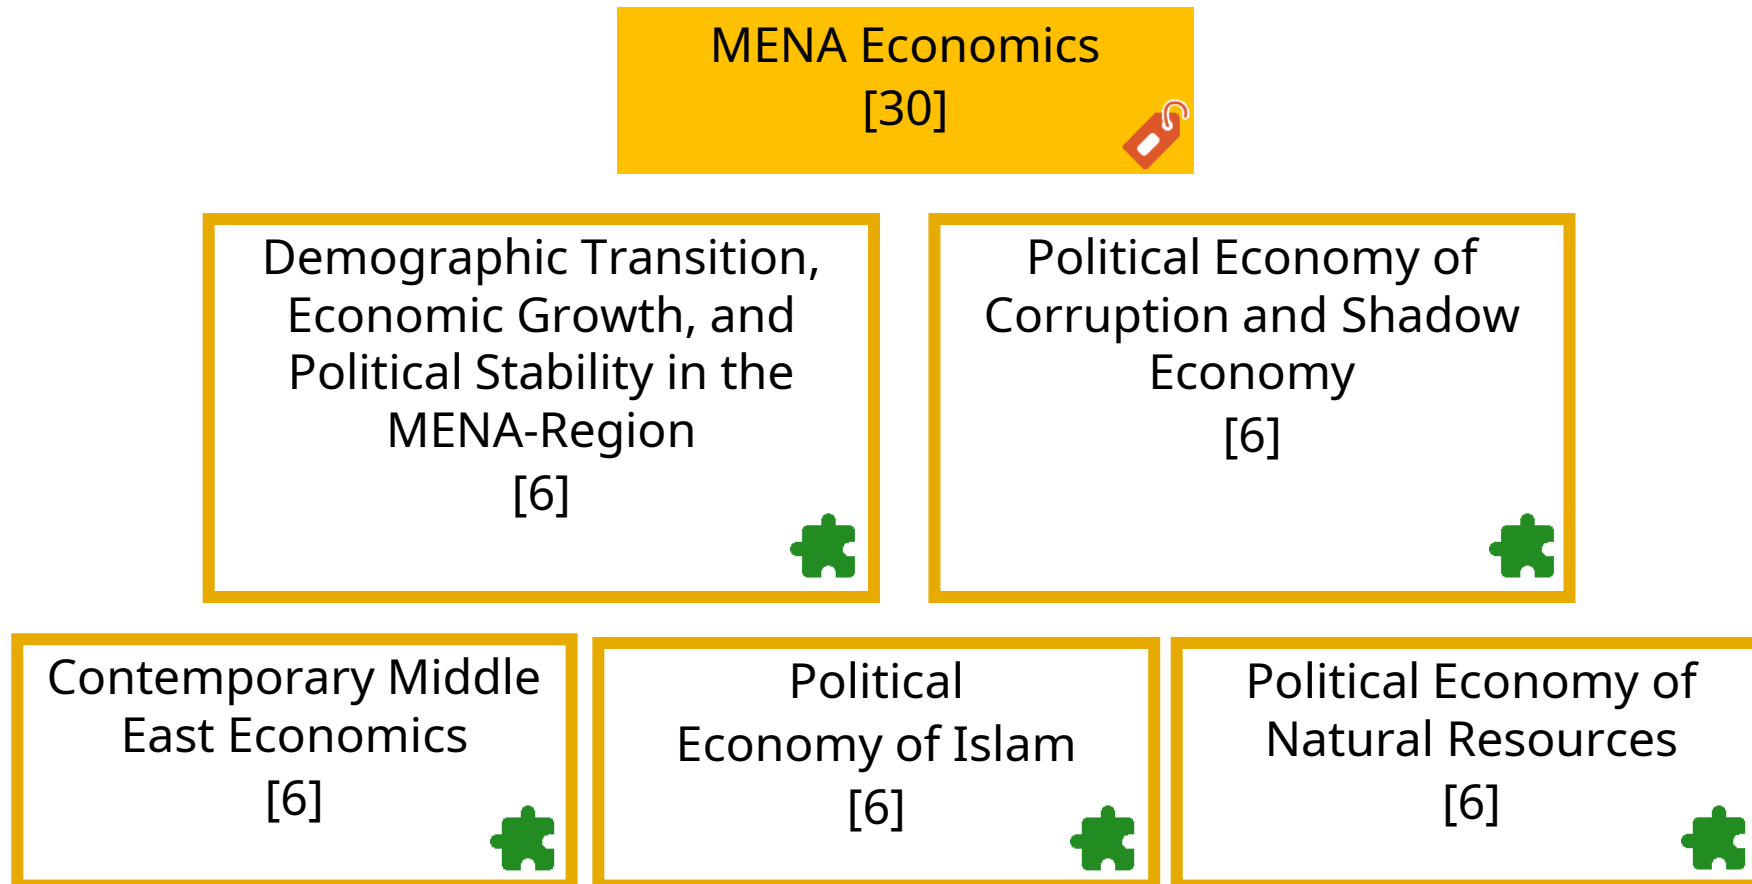 MENA Economics
[30]
Demographic Transition,
Economic Growth, and
Political Stability in the
MENA-Region
[6]
Political Economy of
Corruption and Shadow
Economy
[6]
Contemporary Middle
East Economics
[6]
Political
Economy of Islam
[6]
Political Economy of
Natural Resources
[6]